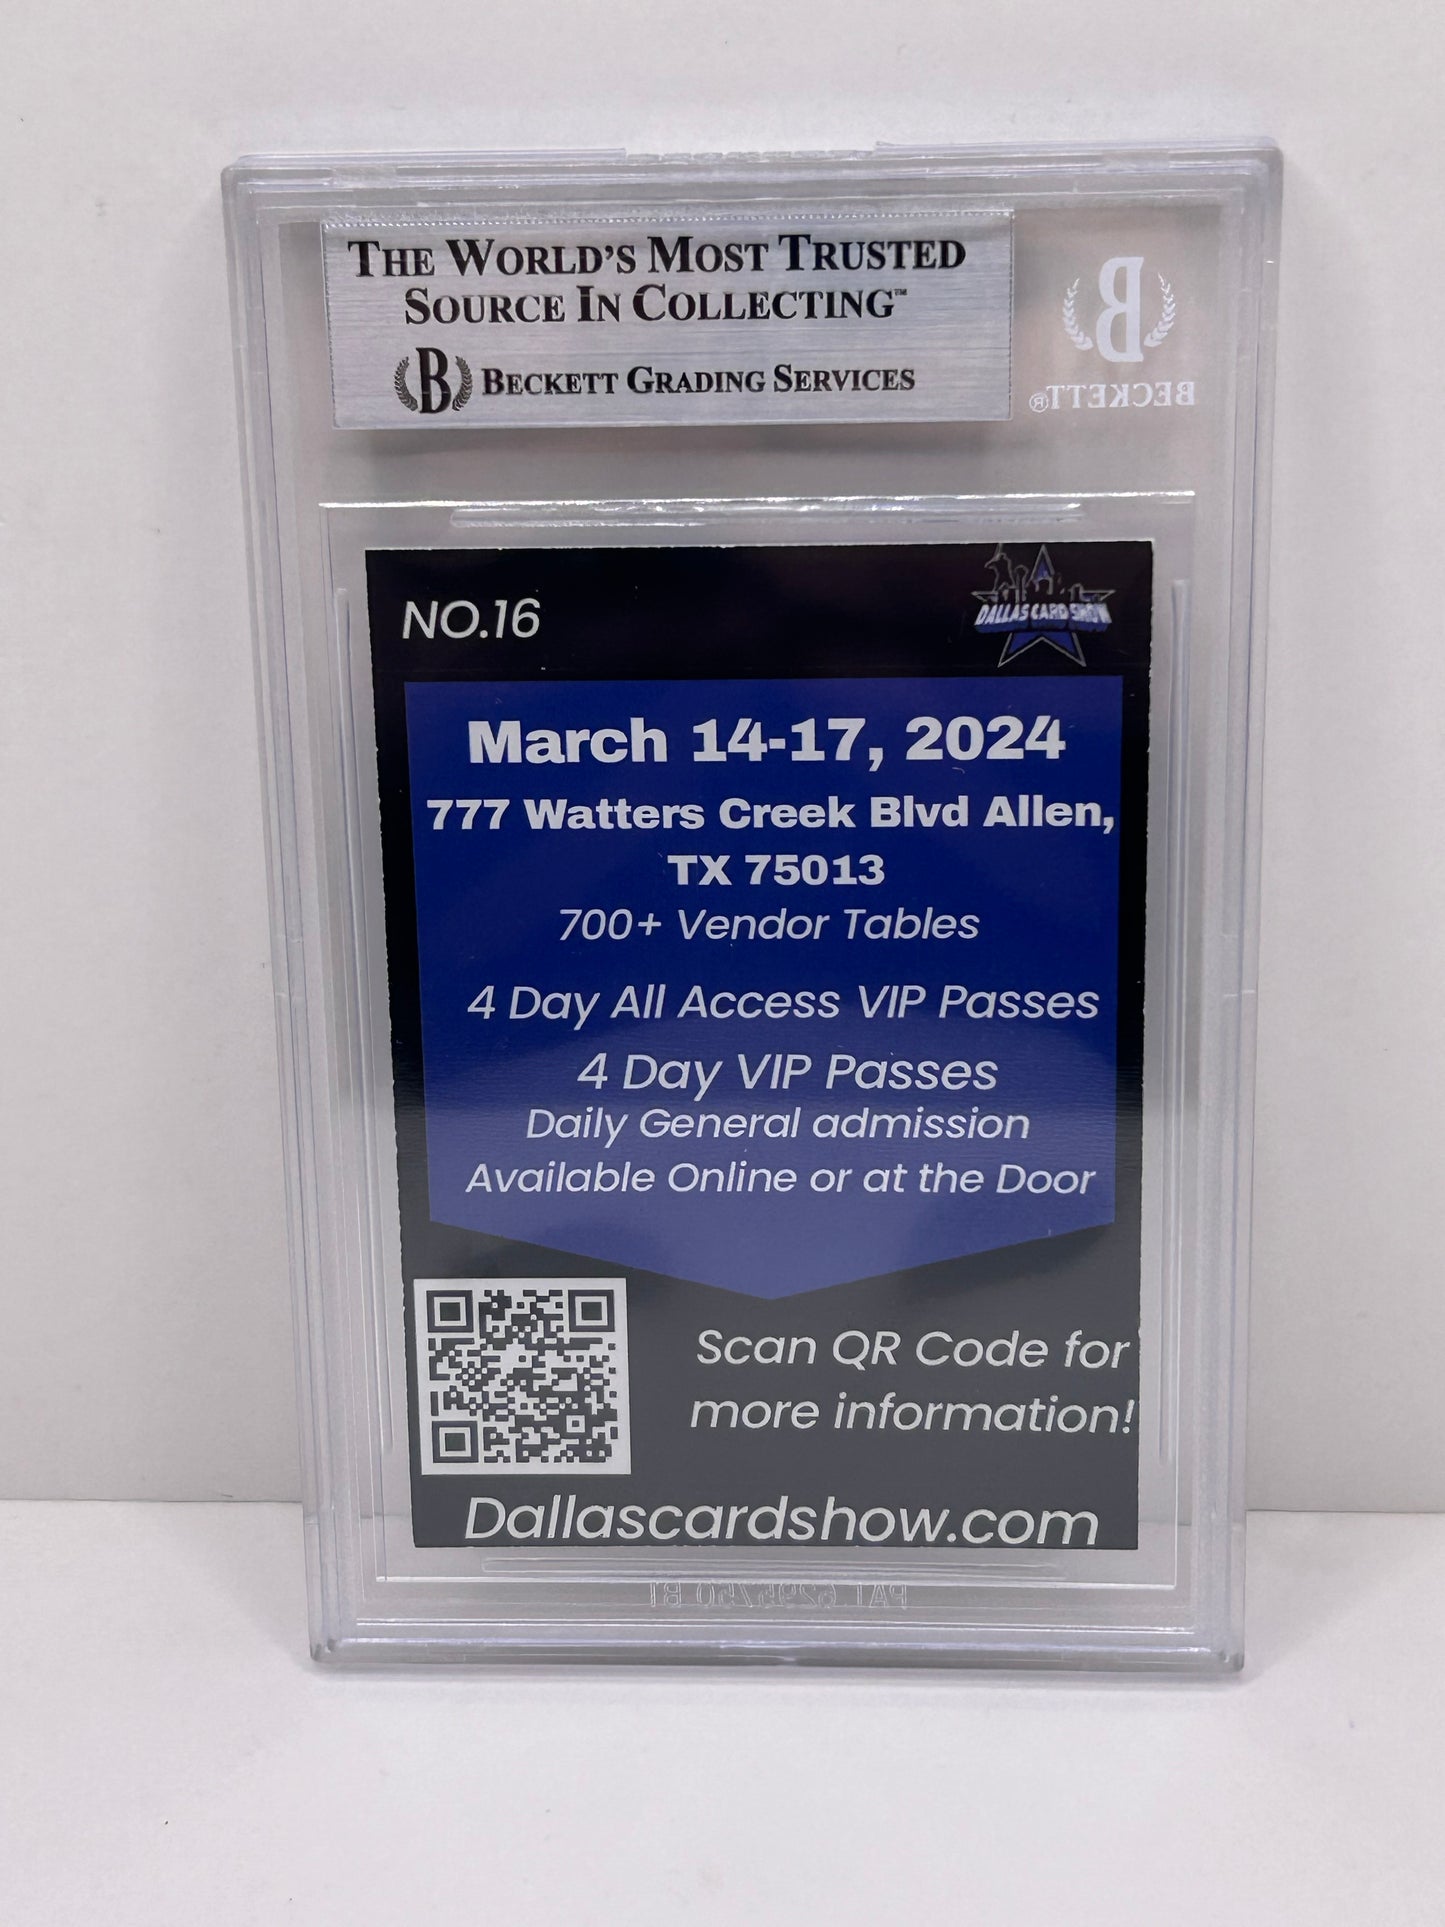 THE WORLD'S MOST TRUSTED
SOURCE IN COLLECTING™
B BECKETT GRADING SERVICES
B
BECKETT®
NO.16
DALLAS CARD SHOW
March 14-17, 2024
777 Watters Creek Blvd Allen,
TX 75013
700+ Vendor Tables
4 Day All Access VIP Passes
4 Day VIP Passes
Daily General admission
Available Online or at the Door
Scan QR Code for
more information!
Dallascardshow.com